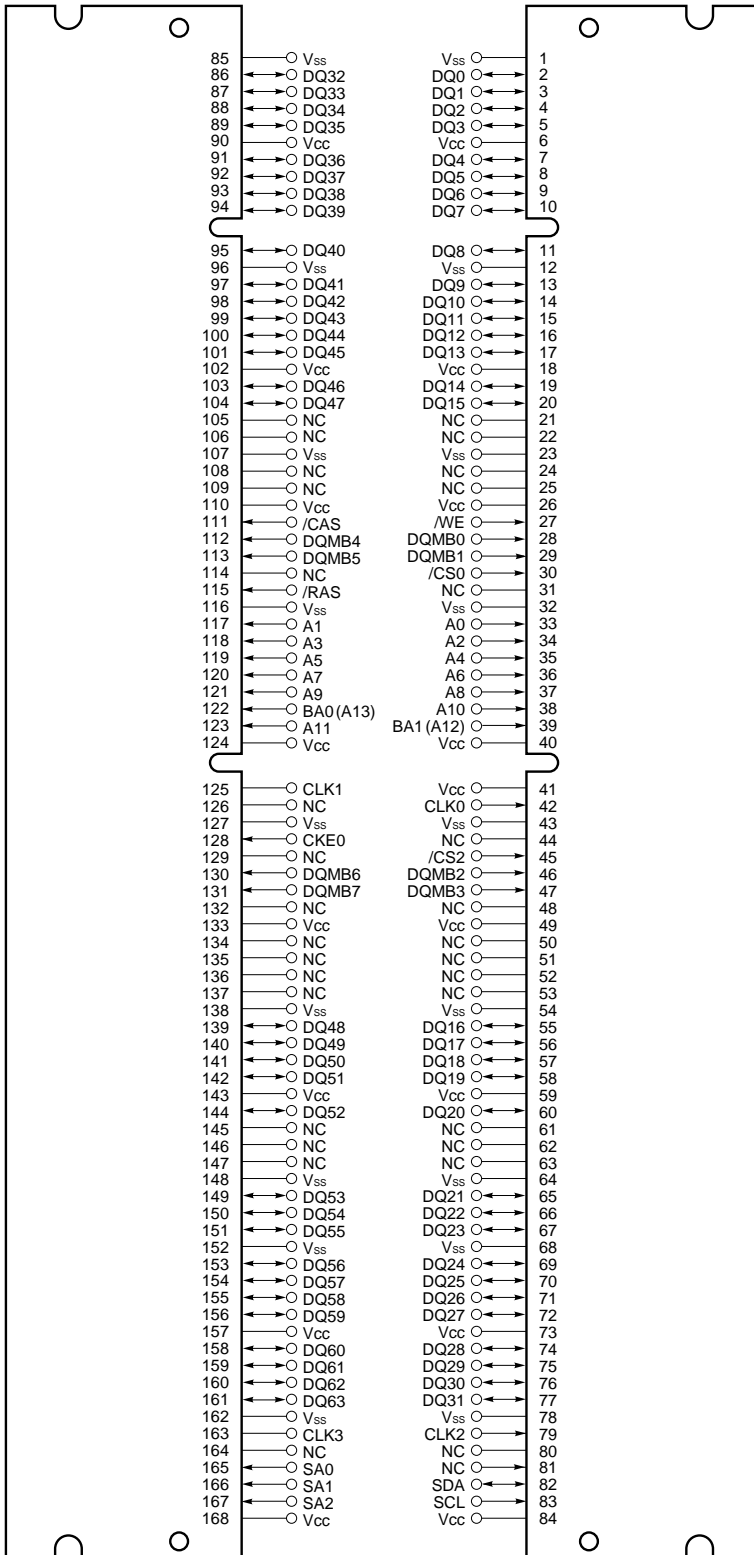 85 Vss Vss 1
86 DQ32 DQ0 2
87 DQ33 DQ1 3
88 DQ34 DQ2 4
89 DQ35 DQ3 5
90 Vcc Vcc 6
91 DQ36 DQ4 7
92 DQ37 DQ5 8
93 DQ38 DQ6 9
94 DQ39 DQ7 10
95 DQ40 DQ8 11
96 Vss Vss 12
97 DQ41 DQ9 13
98 DQ42 DQ10 14
99 DQ43 DQ11 15
100 DQ44 DQ12 16
101 DQ45 DQ13 17
102 Vcc Vcc 18
103 DQ46 DQ14 19
104 DQ47 DQ15 20
105 NC NC 21
106 NC NC 22
107 Vss Vss 23
108 NC NC 24
109 NC NC 25
110 Vcc Vcc 26
111 /CAS /WE 27
112 DQMB4 DQMB0 28
113 DQMB5 DQMB1 29
114 NC /CS0 30
115 /RAS NC 31
116 Vss Vss 32
117 A1 A0 33
118 A3 A2 34
119 A5 A4 35
120 A7 A6 36
121 A9 A8 37
122 BA0 (A13) A10 38
123 A11 BA1 (A12) 39
124 Vcc Vcc 40
125 CLK1 Vcc 41
126 NC CLK0 42
127 Vss Vss 43
128 CKE0 NC 44
129 NC /CS2 45
130 DQMB6 DQMB2 46
131 DQMB7 DQMB3 47
132 NC NC 48
133 Vcc Vcc 49
134 NC NC 50
135 NC NC 51
136 NC NC 52
137 NC NC 53
138 Vss Vss 54
139 DQ48 DQ16 55
140 DQ49 DQ17 56
141 DQ50 DQ18 57
142 DQ51 DQ19 58
143 Vcc Vcc 59
144 DQ52 DQ20 60
145 NC NC 61
146 NC NC 62
147 NC NC 63
148 Vss Vss 64
149 DQ53 DQ21 65
150 DQ54 DQ22 66
151 DQ55 DQ23 67
152 Vss Vss 68
153 DQ56 DQ24 69
154 DQ57 DQ25 70
155 DQ58 DQ26 71
156 DQ59 DQ27 72
157 Vcc Vcc 73
158 DQ60 DQ28 74
159 DQ61 DQ29 75
160 DQ62 DQ30 76
161 DQ63 DQ31 77
162 Vss Vss 78
163 CLK3 CLK2 79
164 NC NC 80
165 SA0 NC 81
166 SA1 SDA 82
167 SA2 SCL 83
168 Vcc Vcc 84